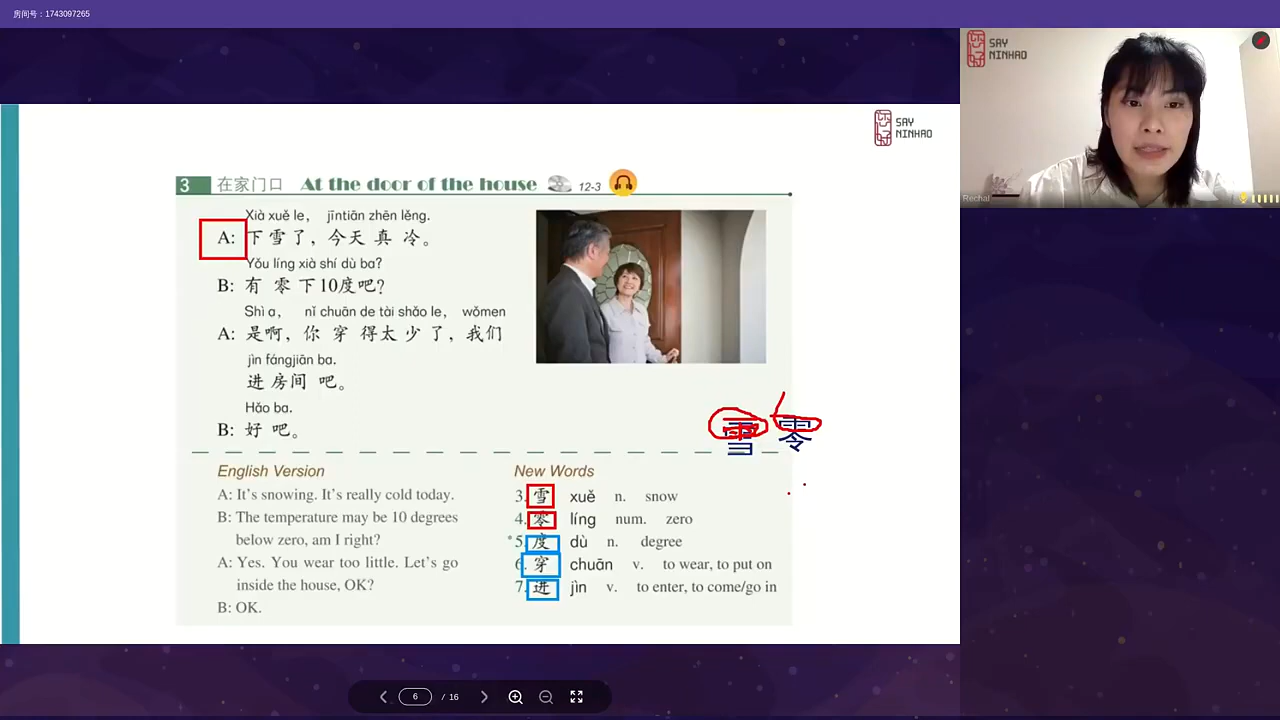 房间号：1743097265
SAY
NINHAO
SAY
NINHAO
Rechal
3 在家门口 At the door of the house 12-3
Xià xuě le, jīntiān zhēn lěng.
A: 下雪了，今天真冷。
Yǒu líng xià shí dù ba?
B: 有零下10度吧？
Shì a, nǐ chuān de tài shǎo le, wǒmen
A: 是啊，你穿得太少了，我们
jìn fángjiān ba.
进房间吧。
Hǎo ba.
B: 好吧。
雪 零
English Version
A: It's snowing. It's really cold today.
B: The temperature may be 10 degrees
below zero, am I right?
A: Yes. You wear too little. Let's go
inside the house, OK?
B: OK.
New Words
3. 雪 xuě n. snow
4. 零 líng num. zero
*5. 度 dù n. degree
6. 穿 chuān v. to wear, to put on
7. 进 jìn v. to enter, to come/go in
6 / 16